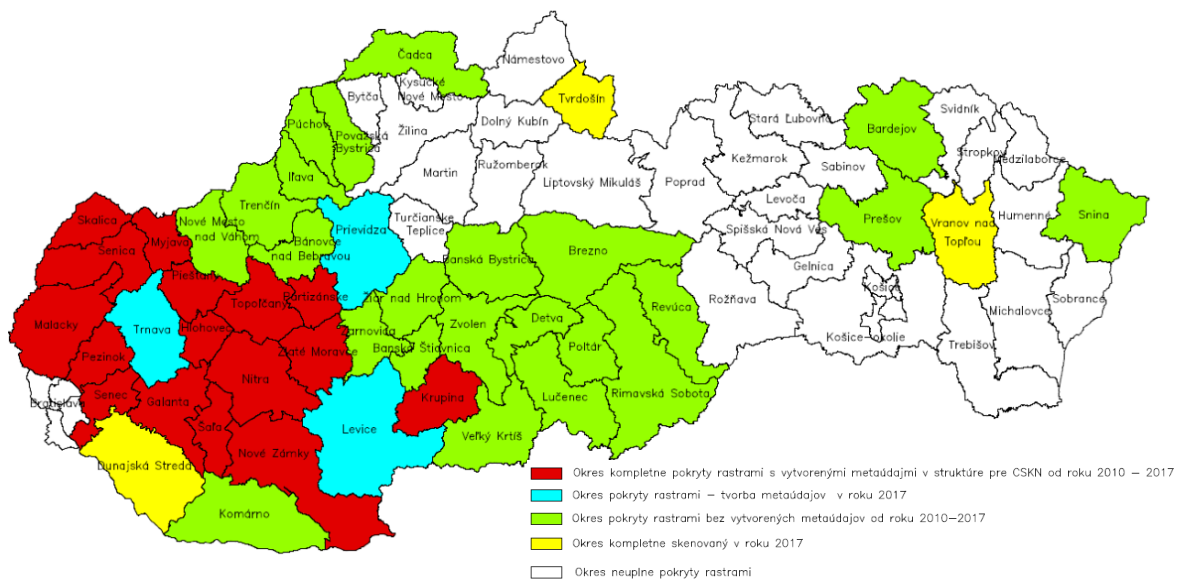 Čadca
Námestovo
Kysucké
Nové Mesto
Bytča
Tvrdošín
Púchov
Považská
Bystrica
Žilina
Dolný Kubín
Stará Ľubovňa
Bardejov
Svidník
Stropkov
Medzilaborce
Ilava
Martin
Ružomberok
Liptovský Mikuláš
Poprad
Kežmarok
Sabinov
Levoča
Trenčín
Nové Mesto
nad Váhom
Bánovce
nad Bebravou
Prievidza
Turčianske
Teplice
Prešov
Vranov nad
Topľou
Humenné
Snina
Skalica
Senica
Myjava
Piešťany
Banská Bystrica
Brezno
Spišská Nová Ves
Gelnica
Topoľčany
Partizánske
Žiar nad Hronom
Revúca
Rožňava
Košice
Michalovce
Sobrance
Malacky
Trnava
Hlohovec
Žarnovica
Zvolen
Detva
Poltár
Košice-okolie
Trebišov
Pezinok
Zlaté Moravce
Banská Štiavnica
Nitra
Krupina
Lučenec
Rimavská Sobota
Bratislava
Senec
Galanta
Šaľa
Levice
Veľký Krtíš
Dunajská Streda
Nové Zámky
Komárno
Okres kompletne pokryty rastrami s vytvorenými metaúdajmi v struktúre pre CSKN od roku 2010 – 2017
Okres pokryty rastrami – tvorba metaúdajov v roku 2017
Okres pokryty rastrami bez vytvorených metaúdajov od roku 2010–2017
Okres kompletne skenovaný v roku 2017
Okres neuplne pokryty rastrami